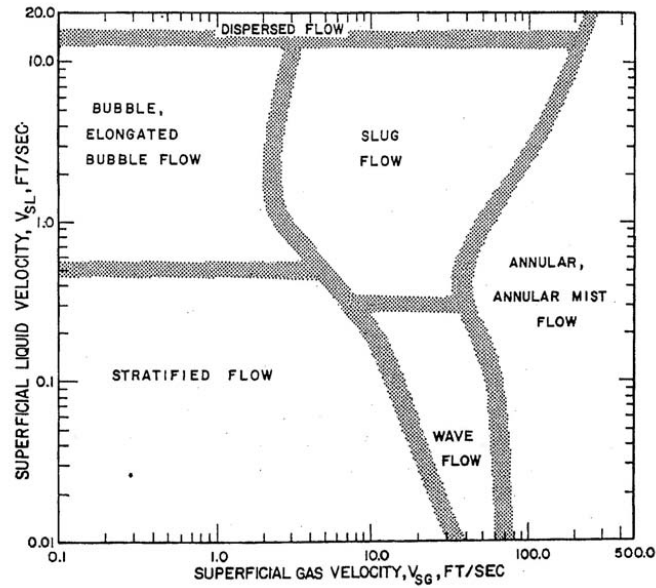 20.0
DISPERSED FLOW
10.0
BUBBLE,
ELONGATED
BUBBLE FLOW
SLUG
FLOW
1.0
ANNULAR,
ANNULAR MIST
FLOW
STRATIFIED FLOW
0.1
WAVE
FLOW
0.01
0.1
1.0
10.0
100.0
500.0
SUPERFICIAL GAS VELOCITY, VSG, FT/SEC
SUPERFICIAL LIQUID VELOCITY, VSL, FT/SEC.